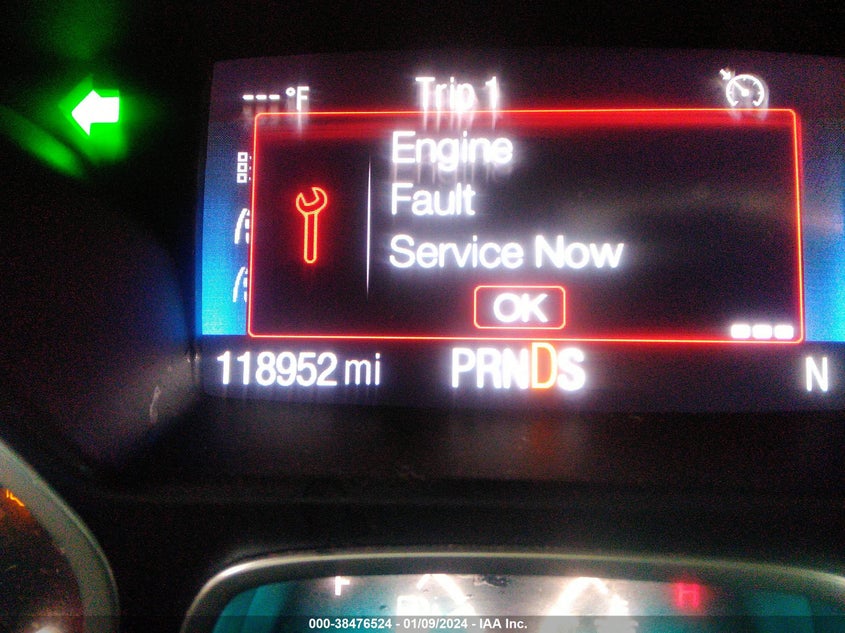 ---°F Trip 1
Engine
Fault
Service Now
OK
118952 mi PRNDS N
F H
000-38476524 - 01/09/2024 - IAA Inc.